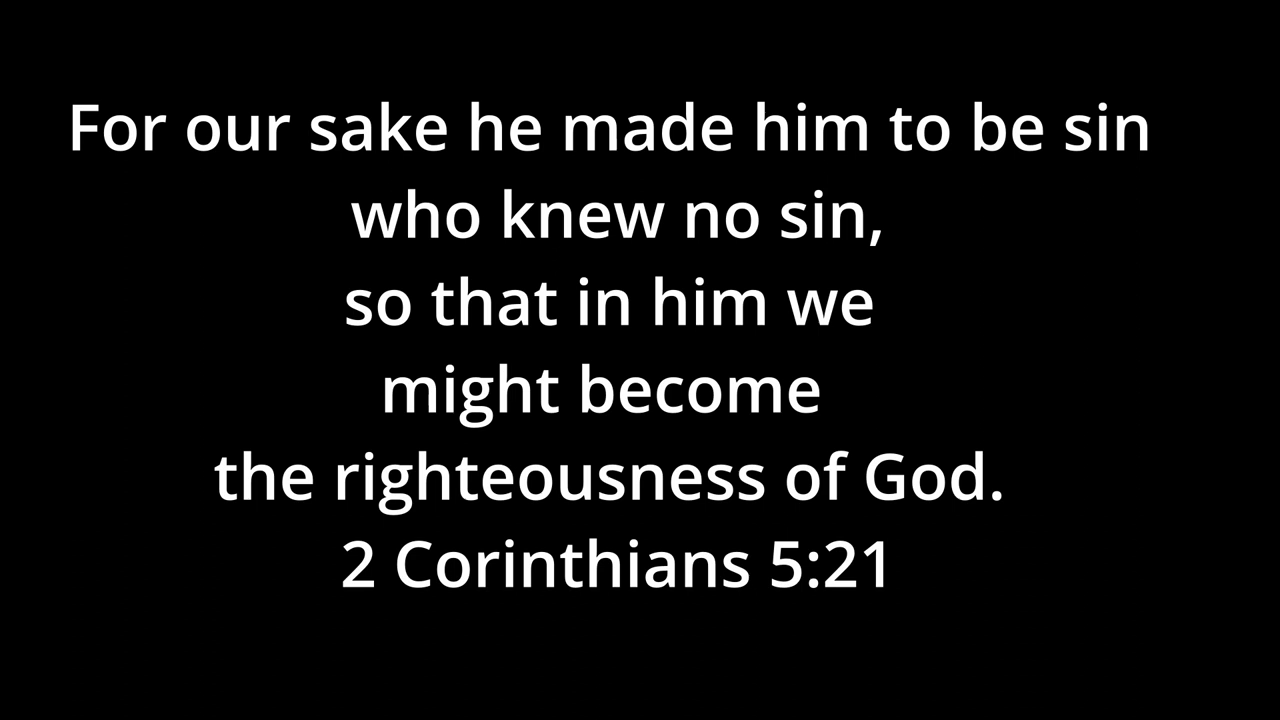 For our sake he made him to be sin
who knew no sin,
so that in him we
might become
the righteousness of God.
2 Corinthians 5:21